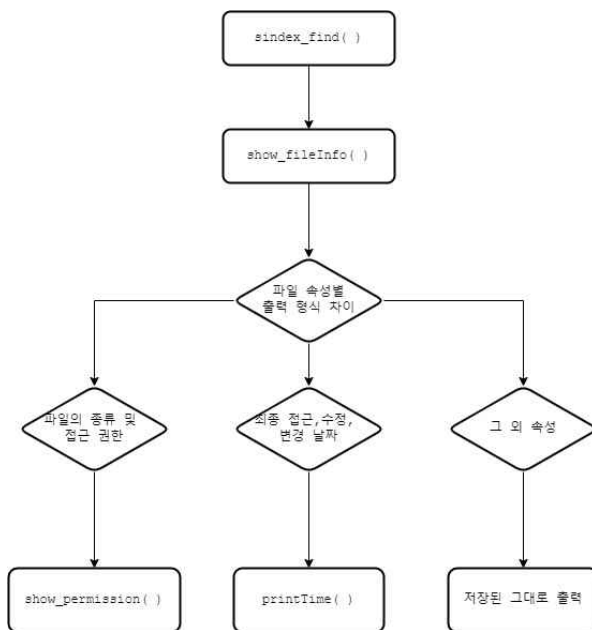 sindex_find( )
show_fileInfo( )
파일 속성별
출력 형식 차이
파일의 종류 및
접근 권한
최종 접근,수정,
변경 날짜
그 외 속성
show_permission( )
printTime( )
저장된 그대로 출력